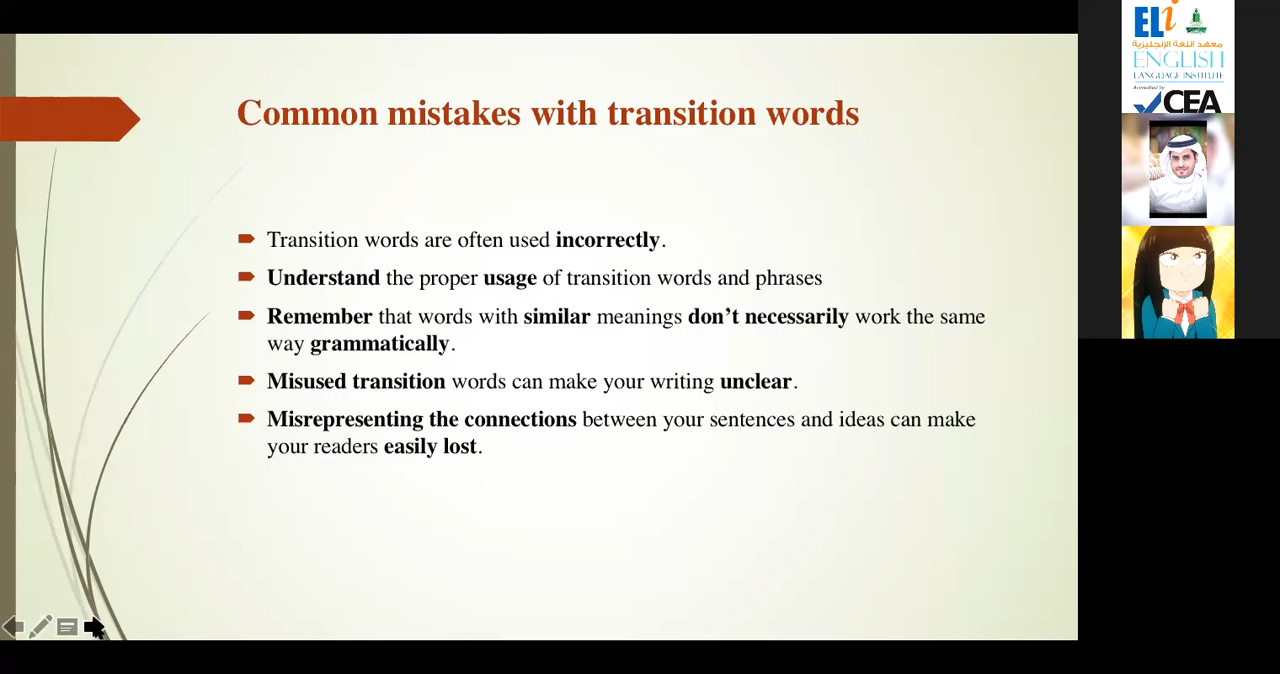 Common mistakes with transition words
Transition words are often used incorrectly.
Understand the proper usage of transition words and phrases
Remember that words with similar meanings don't necessarily work the same
way grammatically.
Misused transition words can make your writing unclear.
Misrepresenting the connections between your sentences and ideas can make
your readers easily lost.
ELi
معهد اللغة الإنجليزية
ENGLISH
LANGUAGE INSTITUTE
Accredited by
CEA